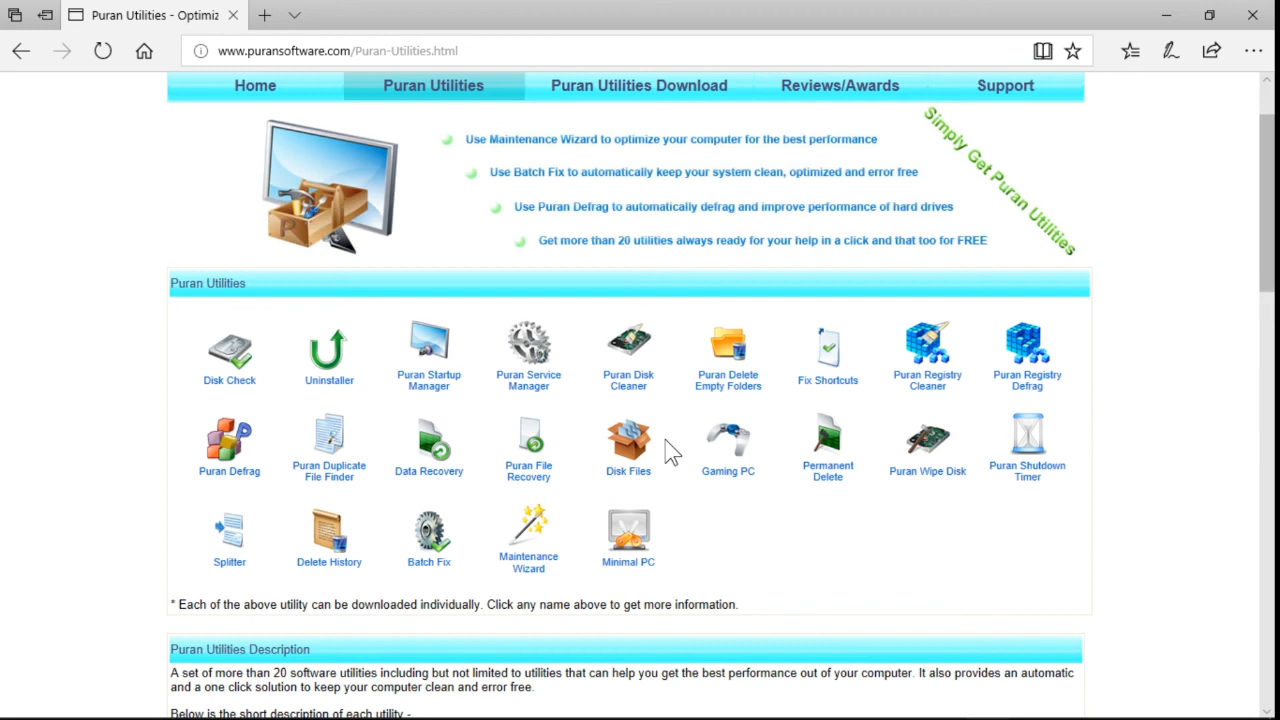 Puran Utilities - Optimiz
www.puransoftware.com/Puran-Utilities.html
Home Puran Utilities Puran Utilities Download Reviews/Awards Support
Simply Get Puran Utilities
Use Maintenance Wizard to optimize your computer for the best performance
Use Batch Fix to automatically keep your system clean, optimized and error free
Use Puran Defrag to automatically defrag and improve performance of hard drives
Get more than 20 utilities always ready for your help in a click and that too for FREE
Puran Utilities
Disk Check
Uninstaller
Puran Startup
Manager
Puran Service
Manager
Puran Disk
Cleaner
Puran Delete
Empty Folders
Fix Shortcuts
Puran Registry
Cleaner
Puran Registry
Defrag
Puran Defrag
Puran Duplicate
File Finder
Data Recovery
Puran File
Recovery
Disk Files
Gaming PC
Permanent
Delete
Puran Wipe Disk
Puran Shutdown
Timer
Splitter
Delete History
Batch Fix
Maintenance
Wizard
Minimal PC
* Each of the above utility can be downloaded individually. Click any name above to get more information.
Puran Utilities Description
A set of more than 20 software utilities including but not limited to utilities that can help you get the best performance out of your computer. It also provides an automatic
and a one click solution to keep your computer clean and error free.
Below is the short description of each utility -